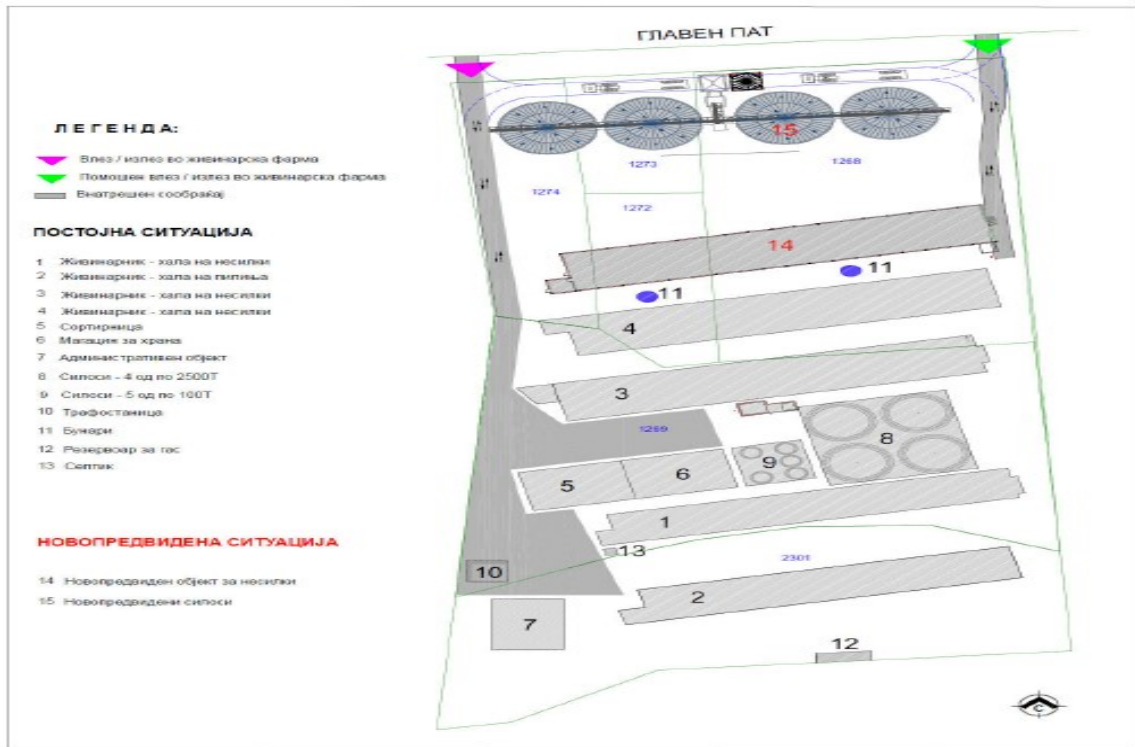 ГЛАВЕН ПАТ
ЛЕГЕНДА:
Влез / излез во живинарска фарма
Помошен влез / излез во живинарска фарма
Внатрешен сообраќај
ПОСТОЈНА СИТУАЦИЈА
1 Живинарник - хала на несилки
2 Живинарник - хала на пилиња
3 Живинарник - хала на несилки
4 Живинарник - хала на несилки
5 Сортирница
6 Магацин за храна
7 Административен објект
8 Силоси - 4 од по 2500Т
9 Силоси - 5 од по 100Т
10 Трафостаница
11 Бунари
12 Резервоар за гас
13 Септик
НОВОПРЕДВИДЕНА СИТУАЦИЈА
14 Новопредвиден објект за несилки
15 Новопредвидени силоси
15
1273
1268
1274
1272
14
11
11
4
3
1269
8
9
6
5
1
13
2301
10
2
7
12
С